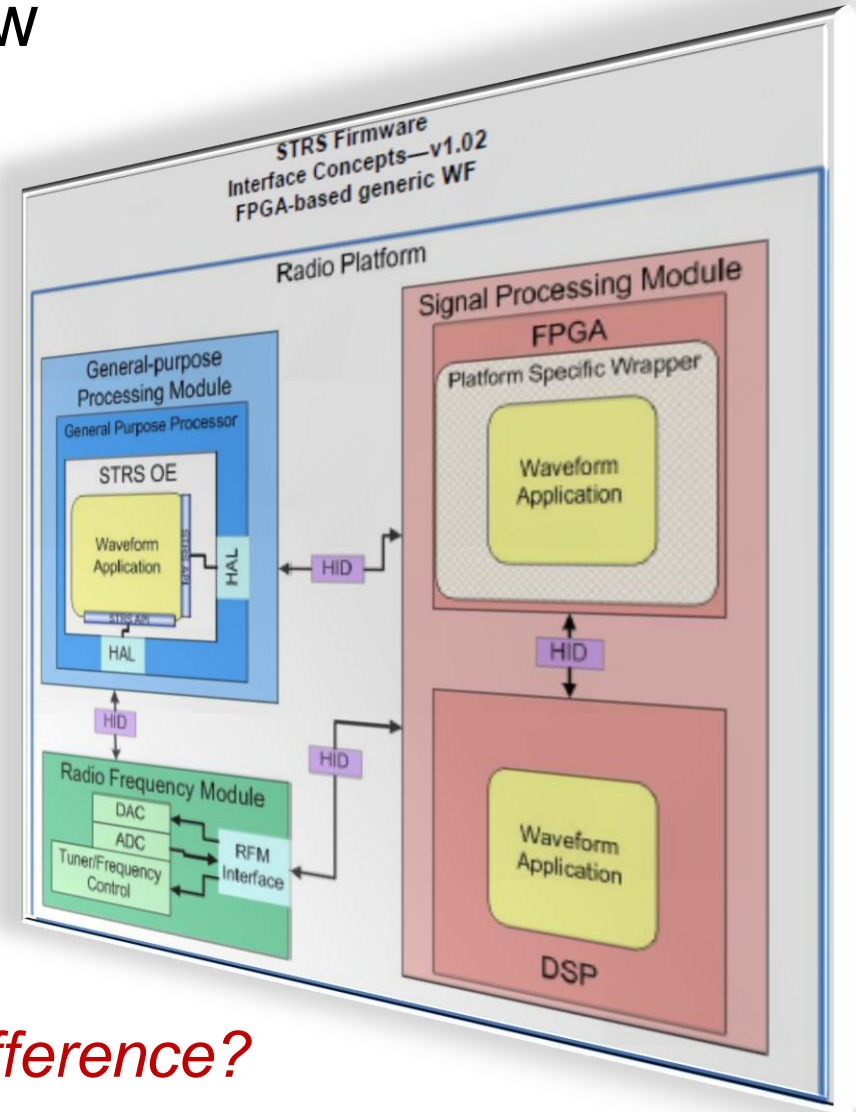 w
STRS Firmware
Interface Concepts—v1.02
FPGA-based generic WF
Radio Platform
General-purpose
Processing Module
General Purpose Processor
STRS OE
Waveform
Application
STRS API
STRS API
HAL
HAL
HID
HID
Radio Frequency Module
DAC
ADC
Tuner/Frequency
Control
RFM
Interface
HID
Signal Processing Module
FPGA
Platform Specific Wrapper
Waveform
Application
HID
Waveform
Application
DSP
fference?